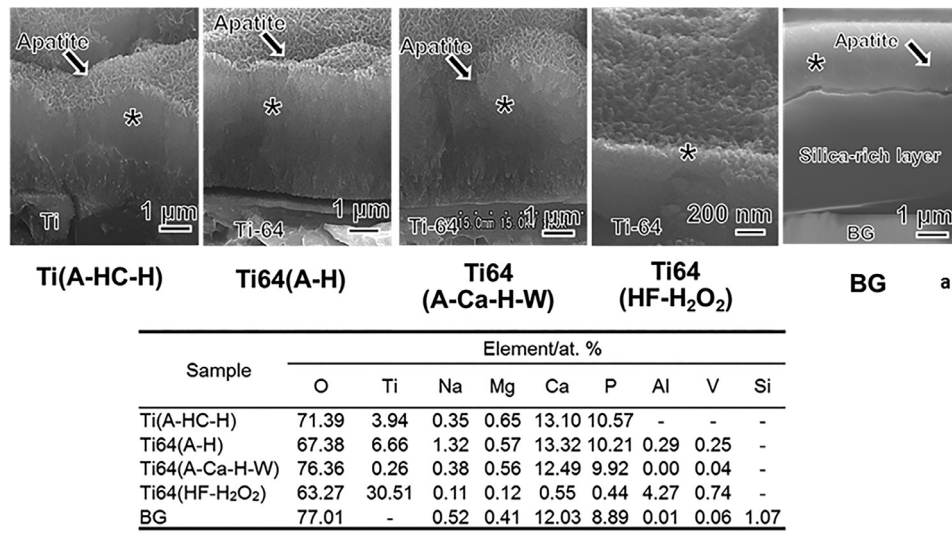 Apatite
*
Ti
1 μm
Apatite
*
Ti-64
1 μm
Apatite
*
Ti-64
15.0mm 15.0
1 μm
*
Ti-64
200 nm
Apatite
*
Silica-rich layer
1 μm
BG
Ti(A-HC-H)
Ti64(A-H)
Ti64
(A-Ca-H-W)
Ti64
(HF-H₂O₂)
BG
a
Element/at. %
Sample
O Ti Na Mg Ca P Al V Si
Ti(A-HC-H) 71.39 3.94 0.35 0.65 13.10 10.57 - - -
Ti64(A-H) 67.38 6.66 1.32 0.57 13.32 10.21 0.29 0.25 -
Ti64(A-Ca-H-W) 76.36 0.26 0.38 0.56 12.49 9.92 0.00 0.04 -
Ti64(HF-H₂O₂) 63.27 30.51 0.11 0.12 0.55 0.44 4.27 0.74 -
BG 77.01 - 0.52 0.41 12.03 8.89 0.01 0.06 1.07